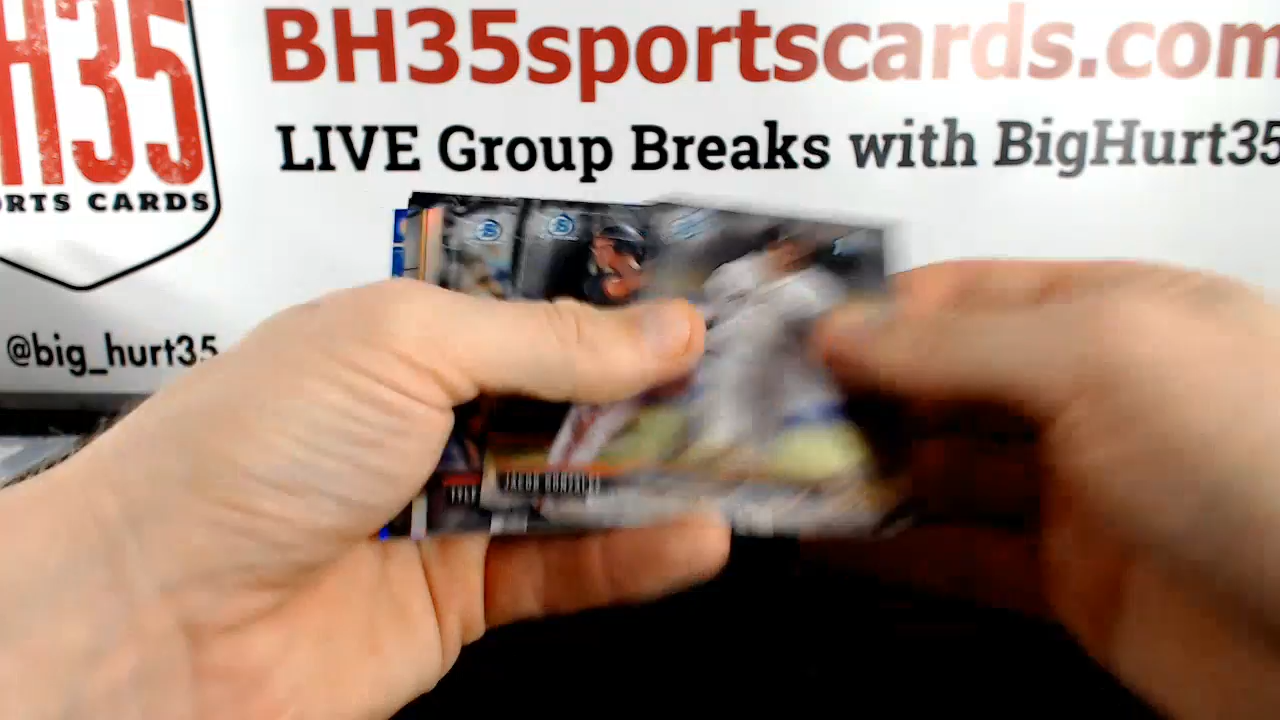 H35
ORTS CARDS
@big_hurt35
BH35sportscards.com
LIVE Group Breaks with BigHurt35